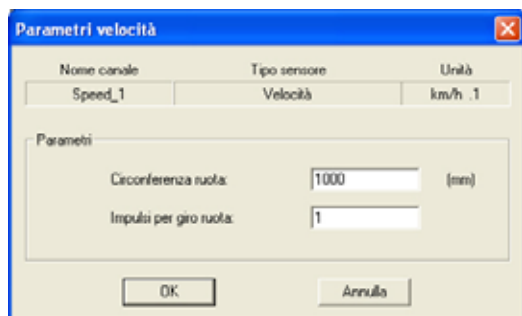 Parametri velocità
Nome canale Tipo sensore Unità
Speed_1 Velocità km/h .1
Parametri
Circonferenza ruota: 1000 (mm)
Impulsi per giro ruota: 1
OK Annulla